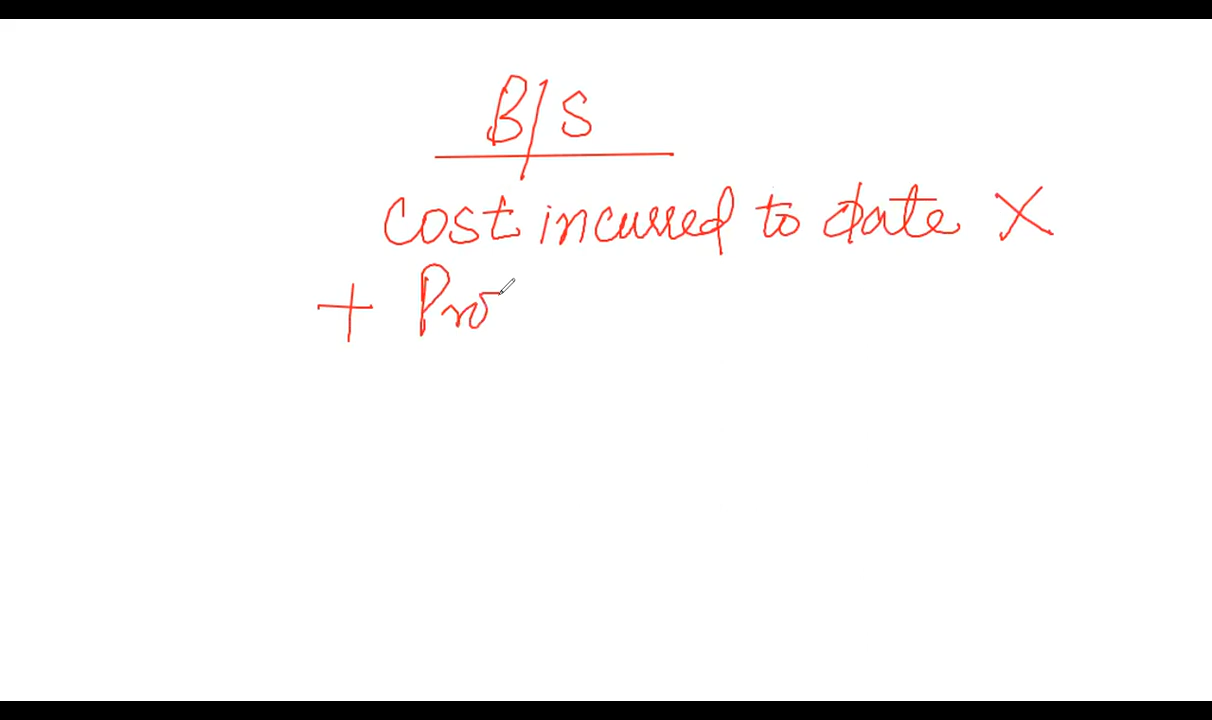 B/S
Cost incurred to date X
+ Pro